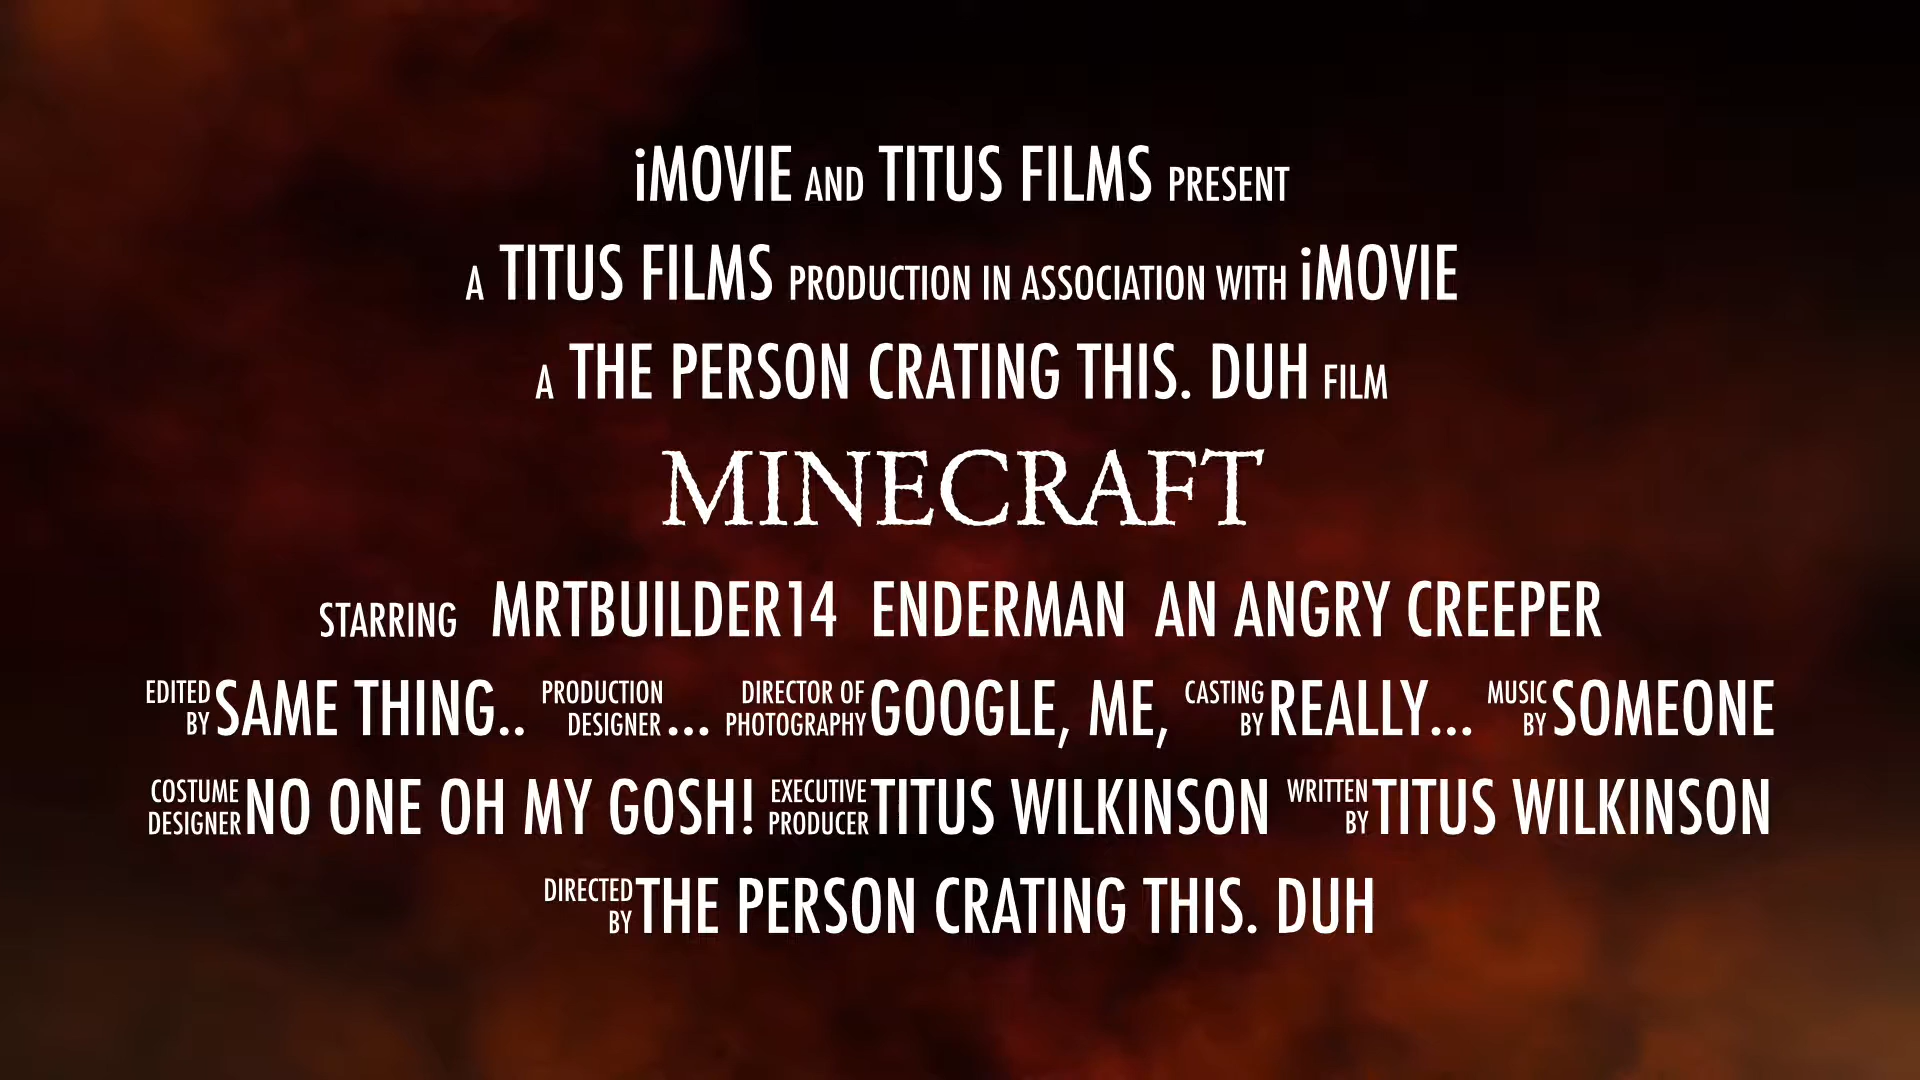 iMOVIE AND TITUS FILMS PRESENT
A TITUS FILMS PRODUCTION IN ASSOCIATION WITH iMOVIE
A THE PERSON CRATING THIS. DUH FILM
MINECRAFT
STARRING MRTBUILDER14 ENDERMAN AN ANGRY CREEPER
EDITED BY SAME THING.. PRODUCTION DESIGNER ... DIRECTOR OF PHOTOGRAPHY GOOGLE, ME, CASTING BY REALLY... MUSIC BY SOMEONE
COSTUME DESIGNER NO ONE OH MY GOSH! EXECUTIVE PRODUCER TITUS WILKINSON WRITTEN BY TITUS WILKINSON
DIRECTED BY THE PERSON CRATING THIS. DUH